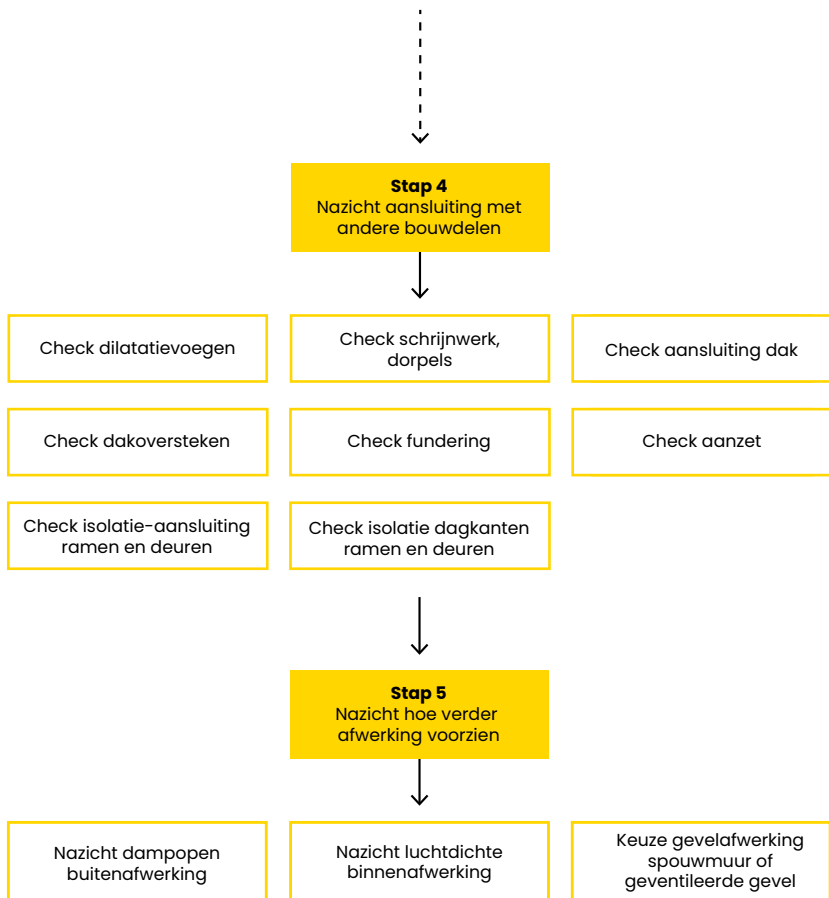 Stap 4
Nazicht aansluiting met
andere bouwdelen
Check dilatatievoegen
Check schrijnwerk,
dorpels
Check aansluiting dak
Check dakoversteken
Check fundering
Check aanzet
Check isolatie-aansluiting
ramen en deuren
Check isolatie dagkanten
ramen en deuren
Stap 5
Nazicht hoe verder
afwerking voorzien
Nazicht dampopen
buitenafwerking
Nazicht luchtdichte
binnenafwerking
Keuze gevelafwerking
spouwmuur of
geventileerde gevel